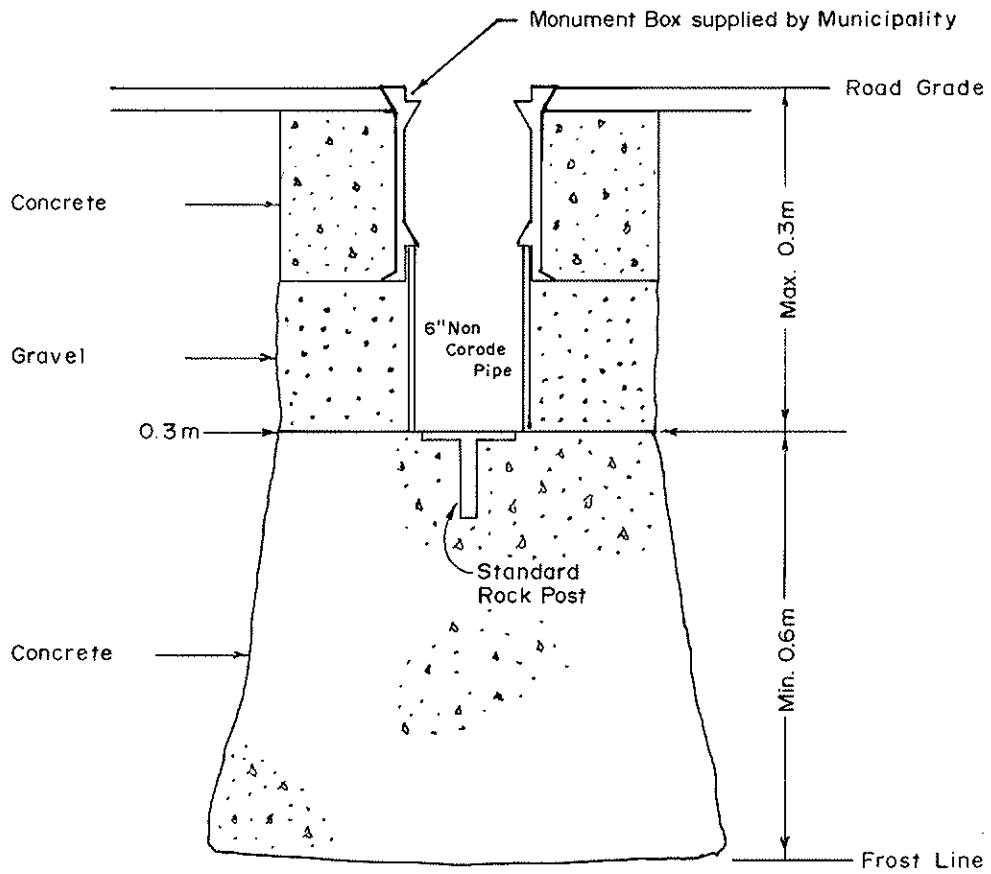 Monument Box supplied by Municipality
Road Grade
Concrete
Max. 0.3m
Gravel
6" Non
Corode
Pipe
0.3m
Standard
Rock Post
Concrete
Min. 0.6m
Frost Line